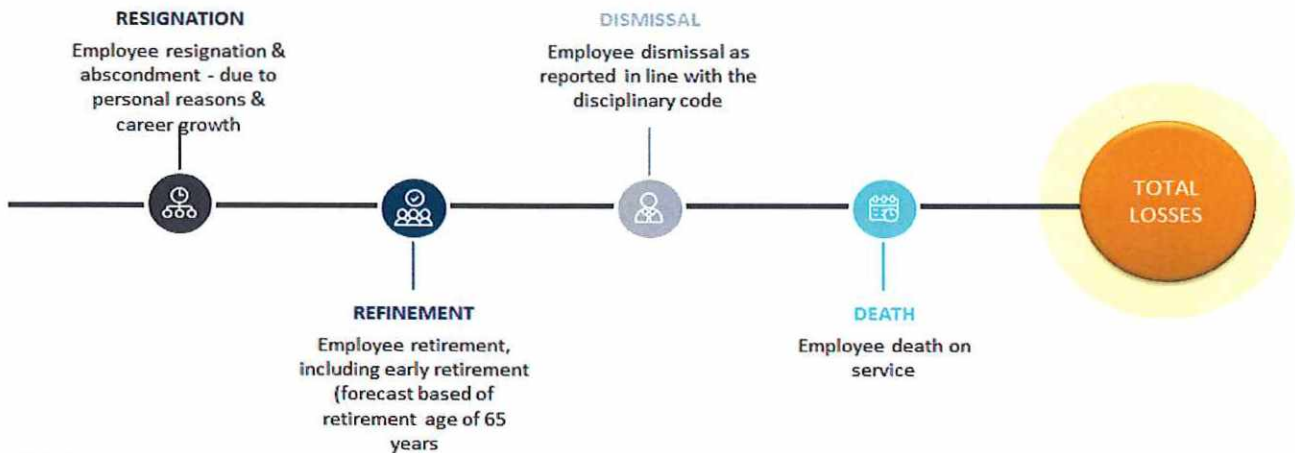 RESIGNATION
Employee resignation &
abscondment - due to
personal reasons &
career growth
REFINEMENT
Employee retirement,
including early retirement
(forecast based of
retirement age of 65
years
DISMISSAL
Employee dismissal as
reported in line with the
disciplinary code
DEATH
Employee death on
service
TOTAL
LOSSES